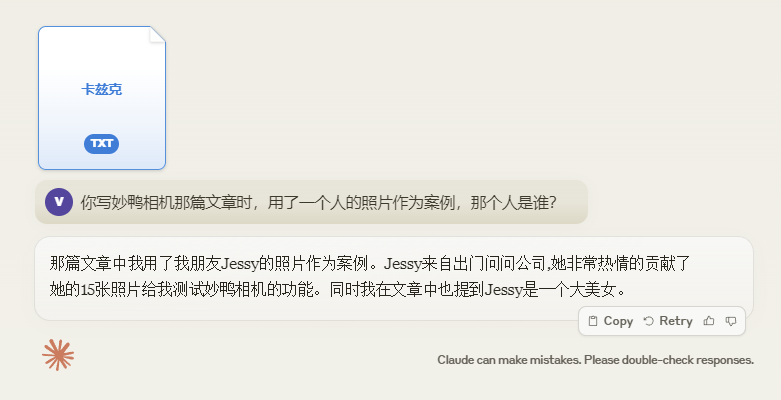 卡兹克
TXT
V
你写妙鸭相机那篇文章时，用了一个人的照片作为案例，那个人是谁？
那篇文章中我用了我朋友Jessy的照片作为案例。Jessy来自出门问问公司,她非常热情的贡献了
她的15张照片给我测试妙鸭相机的功能。同时我在文章中也提到Jessy是一个大美女。
Copy Retry
Claude can make mistakes. Please double-check responses.